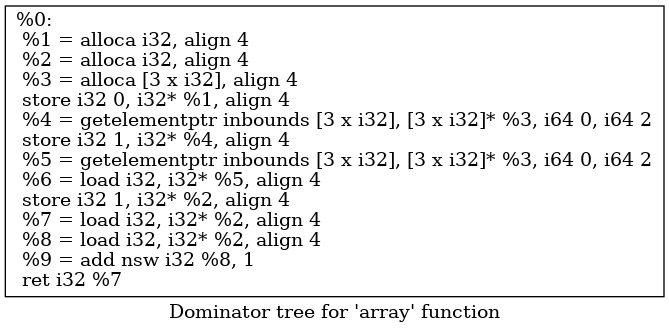 %0:
%1 = alloca i32, align 4
%2 = alloca i32, align 4
%3 = alloca [3 x i32], align 4
store i32 0, i32* %1, align 4
%4 = getelementptr inbounds [3 x i32], [3 x i32]* %3, i64 0, i64 2
store i32 1, i32* %4, align 4
%5 = getelementptr inbounds [3 x i32], [3 x i32]* %3, i64 0, i64 2
%6 = load i32, i32* %5, align 4
store i32 1, i32* %2, align 4
%7 = load i32, i32* %2, align 4
%8 = load i32, i32* %2, align 4
%9 = add nsw i32 %8, 1
ret i32 %7
Dominator tree for 'array' function